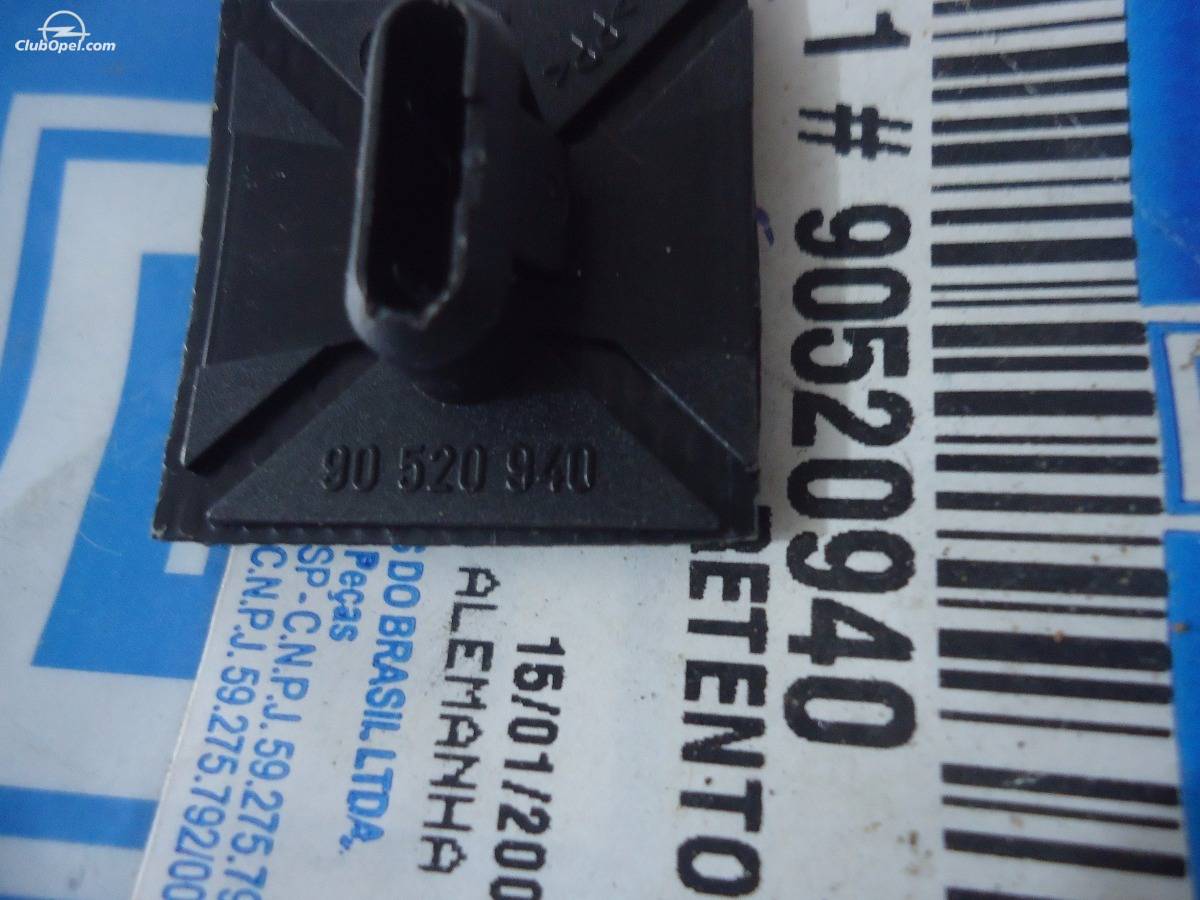 ClubOpel.com
90 520 940
1 # 90520940
RETENTO
15/01/200
ALEMANHA
S DO BRASIL LTDA.
Peças
SP - C.N.P.J. 59.275.79
C.N.P.J. 59.275.792/00